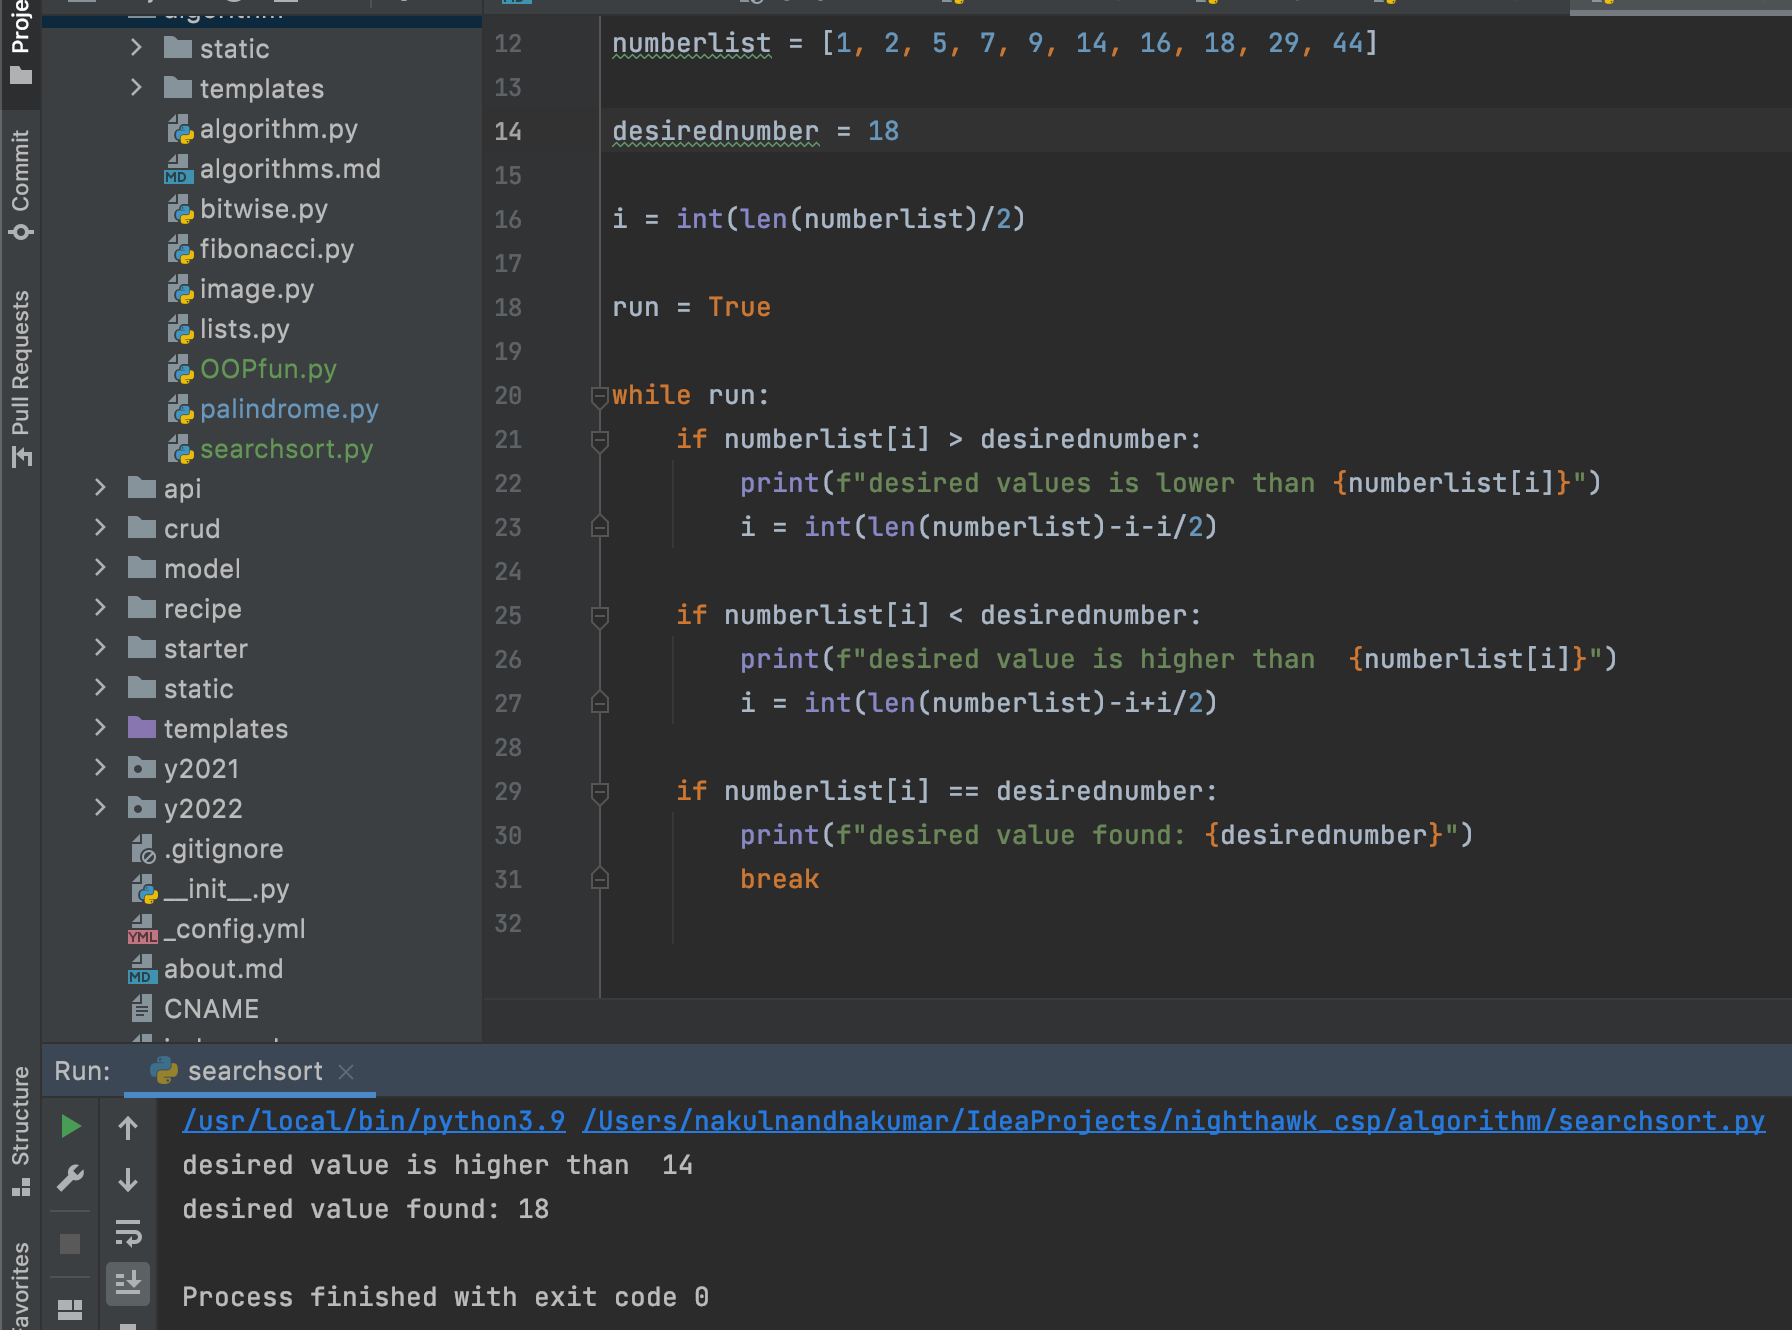 Project
Commit
Pull Requests
Structure
Favorites
algorithm
static
templates
algorithm.py
MD algorithms.md
bitwise.py
fibonacci.py
image.py
lists.py
OOPfun.py
palindrome.py
searchsort.py
api
crud
model
recipe
starter
static
templates
y2021
y2022
.gitignore
__init__.py
YML _config.yml
MD about.md
CNAME
12 numberlist = [1, 2, 5, 7, 9, 14, 16, 18, 29, 44]
13
14 desirednumber = 18
15
16 i = int(len(numberlist)/2)
17
18 run = True
19
20 while run:
21 if numberlist[i] > desirednumber:
22 print(f"desired values is lower than {numberlist[i]}")
23 i = int(len(numberlist)-i-i/2)
24
25 if numberlist[i] < desirednumber:
26 print(f"desired value is higher than  {numberlist[i]}")
27 i = int(len(numberlist)-i+i/2)
28
29 if numberlist[i] == desirednumber:
30 print(f"desired value found: {desirednumber}")
31 break
32
Run: searchsort
/usr/local/bin/python3.9 /Users/nakulnandhakumar/IdeaProjects/nighthawk_csp/algorithm/searchsort.py
desired value is higher than  14
desired value found: 18
Process finished with exit code 0